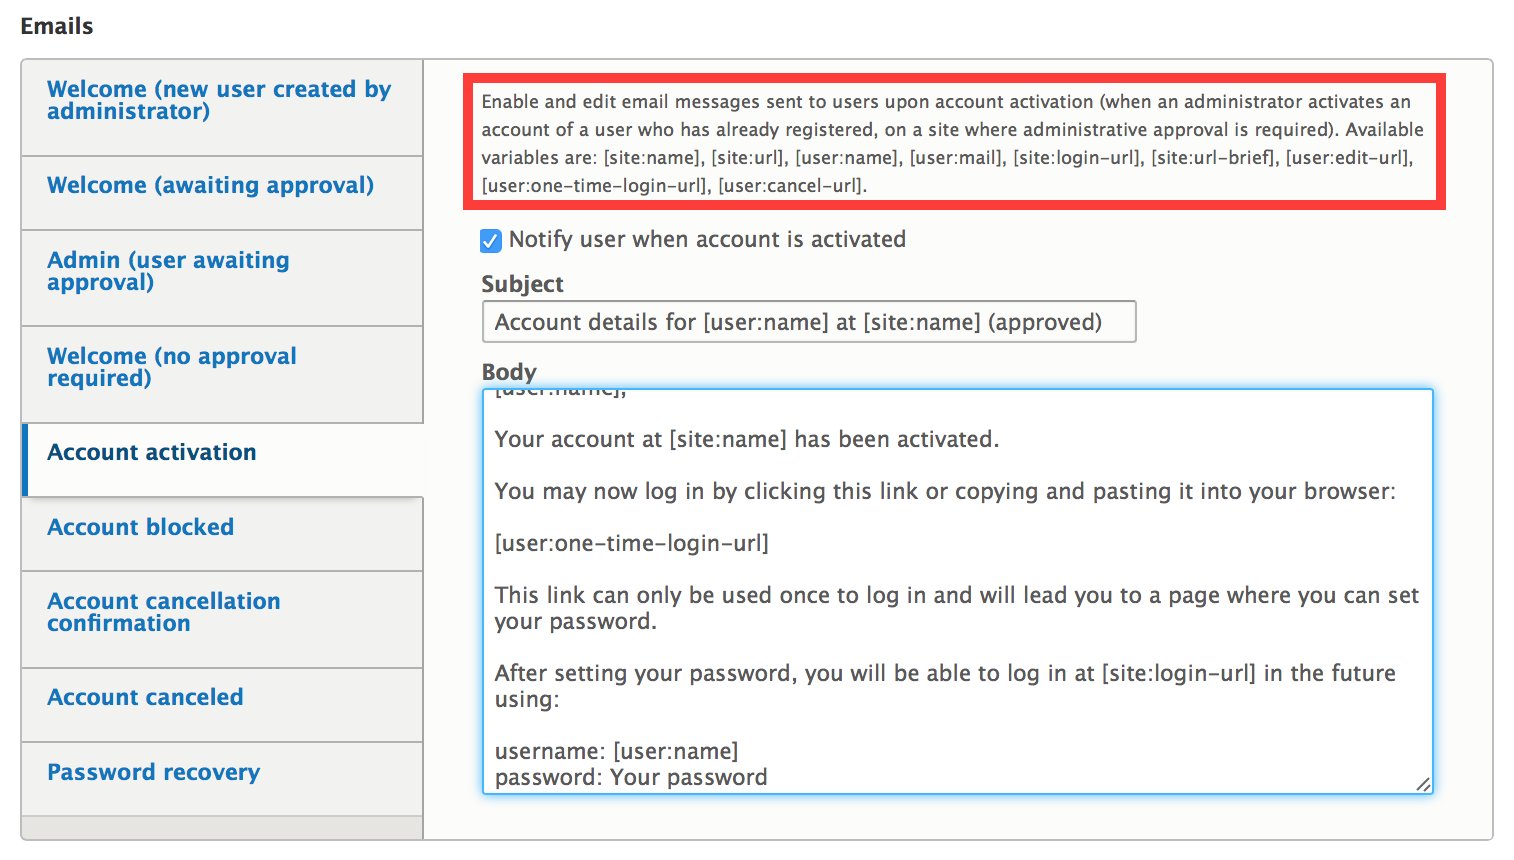 Emails
Welcome (new user created by
administrator)
Welcome (awaiting approval)
Admin (user awaiting
approval)
Welcome (no approval
required)
Account activation
Account blocked
Account cancellation
confirmation
Account canceled
Password recovery
Enable and edit email messages sent to users upon account activation (when an administrator activates an
account of a user who has already registered, on a site where administrative approval is required). Available
variables are: [site:name], [site:url], [user:name], [user:mail], [site:login-url], [site:url-brief], [user:edit-url],
[user:one-time-login-url], [user:cancel-url].
Notify user when account is activated
Subject
Account details for [user:name] at [site:name] (approved)
Body
[user:name],
Your account at [site:name] has been activated.
You may now log in by clicking this link or copying and pasting it into your browser:
[user:one-time-login-url]
This link can only be used once to log in and will lead you to a page where you can set
your password.
After setting your password, you will be able to log in at [site:login-url] in the future
using:
username: [user:name]
password: Your password